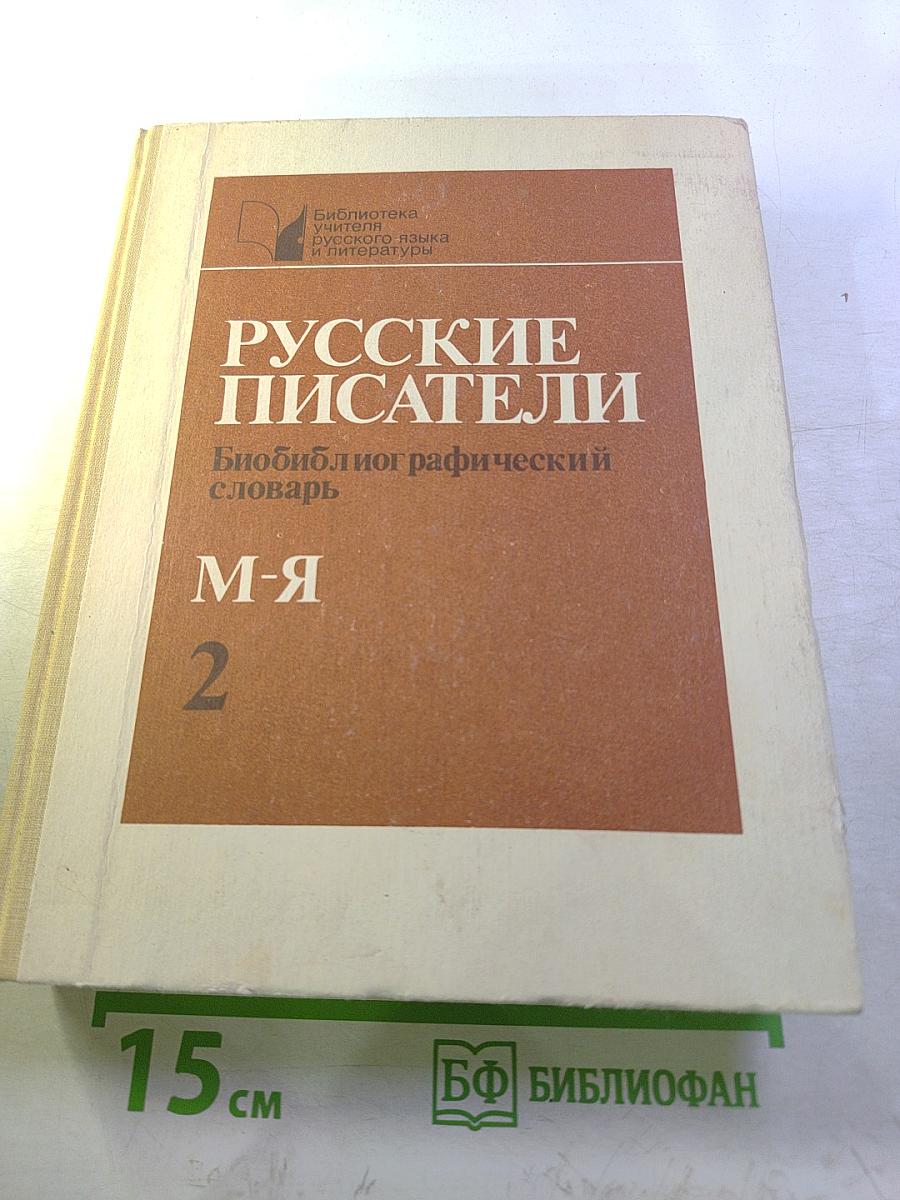 Библиотека
учителя
русского языка
и литературы
РУССКИЕ
ПИСАТЕЛИ
Биобиблиографический
словарь
М-Я
2
15 см
БФ БИБЛИОФАН